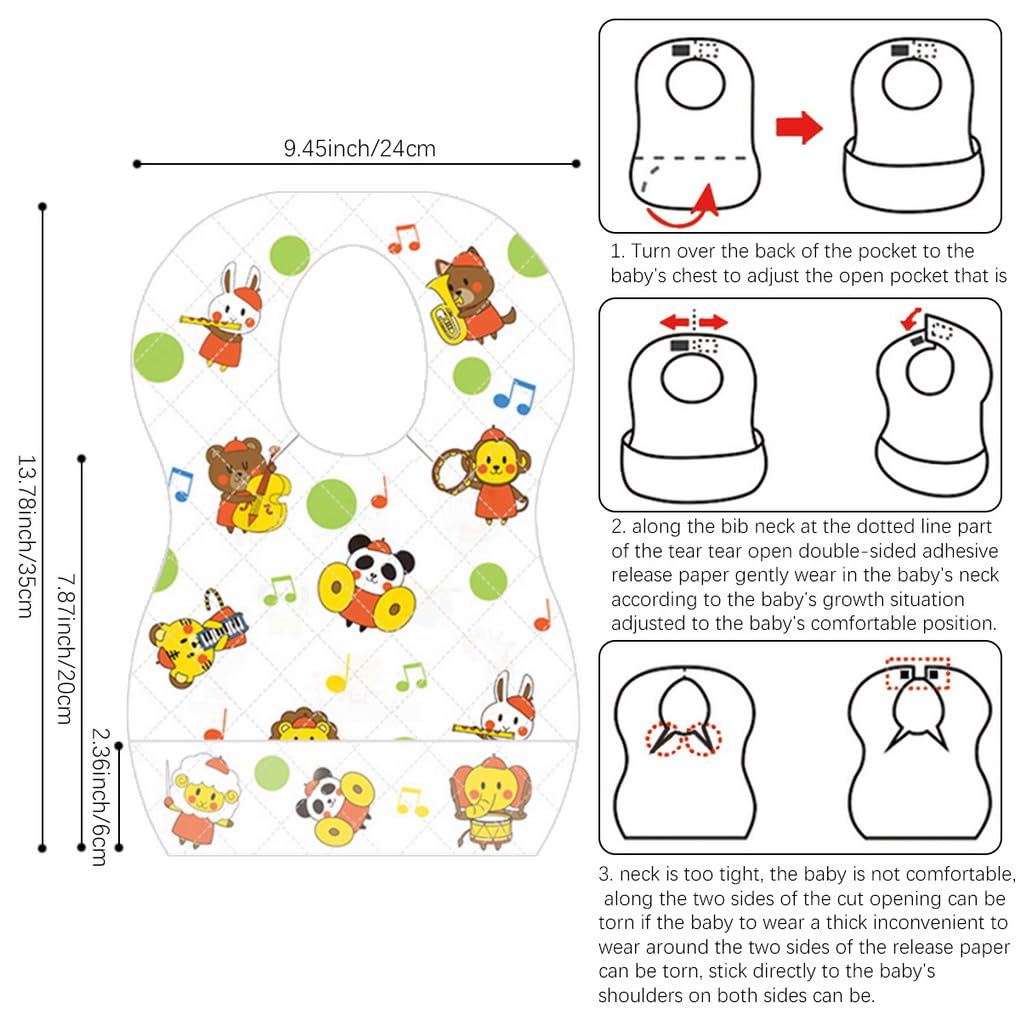 9.45inch/24cm
13.78inch/35cm
7.87inch/20cm
2.36inch/6cm
1. Turn over the back of the pocket to the
baby's chest to adjust the open pocket that is
2. along the bib neck at the dotted line part
of the tear tear open double-sided adhesive
release paper gently wear in the baby's neck
according to the baby's growth situation
adjusted to the baby's comfortable position.
3. neck is too tight, the baby is not comfortable,
along the two sides of the cut opening can be
torn if the baby to wear a thick inconvenient to
wear around the two sides of the release paper
can be torn, stick directly to the baby's
shoulders on both sides can be.